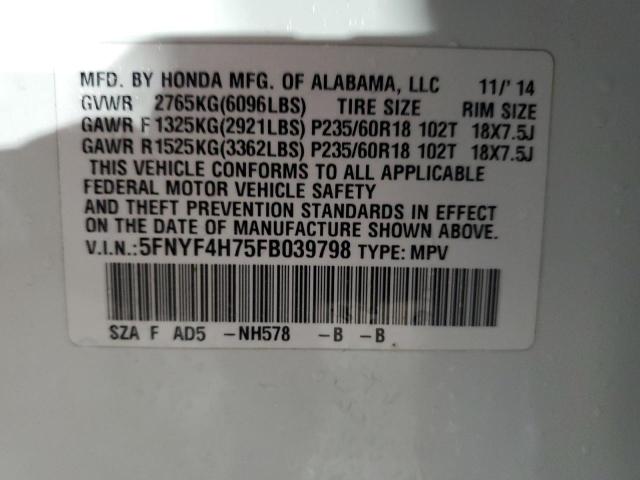 MFD. BY HONDA MFG. OF ALABAMA, LLC 11/' 14
GVWR 2765KG(6096LBS) TIRE SIZE RIM SIZE
GAWR F 1325KG(2921LBS) P235/60R18 102T 18X7.5J
GAWR R1525KG(3362LBS) P235/60R18 102T 18X7.5J
THIS VEHICLE CONFORMS TO ALL APPLICABLE
FEDERAL MOTOR VEHICLE SAFETY
AND THEFT PREVENTION STANDARDS IN EFFECT
ON THE DATE OF MANUFACTURE SHOWN ABOVE.
V.I.N.:5FNYF4H75FB039798 TYPE: MPV
SZA F AD5 -NH578 -B -B